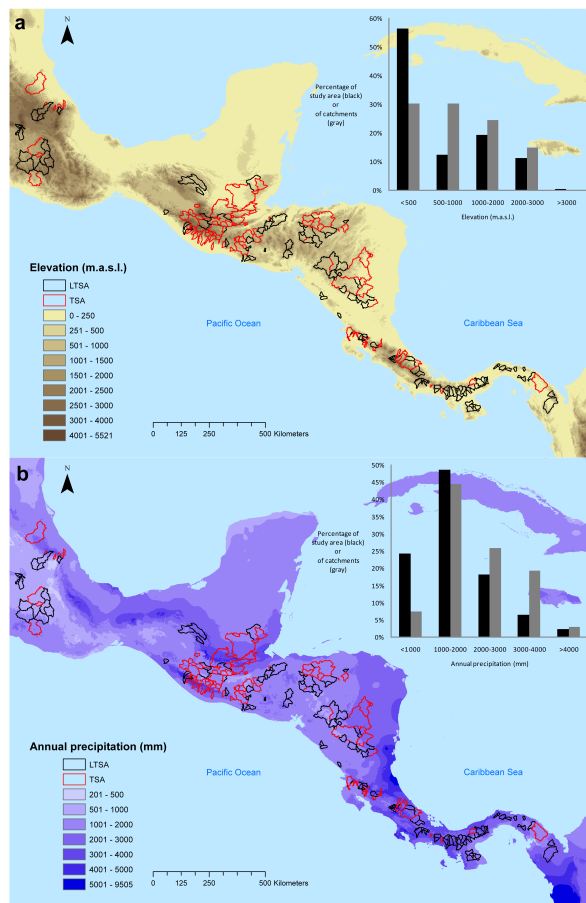 a
N
60%
50%
40%
30%
20%
10%
0%
Percentage of
study area (black)
or
of catchments
(gray)
<500
500-1000
1000-2000
2000-3000
>3000
Elevation (m.a.s.l.)
Elevation (m.a.s.l.)
LTSA
TSA
0 - 250
251 - 500
501 - 1000
1001 - 1500
1501 - 2000
2001 - 2500
2501 - 3000
3001 - 4000
4001 - 5521
Pacific Ocean
Caribbean Sea
0 125 250 500 Kilometers
b
N
50%
45%
40%
35%
30%
25%
20%
15%
10%
5%
0%
Percentage of
study area (black)
or
of catchments
(gray)
<1000
1000-2000
2000-3000
3000-4000
>4000
Annual precipitation (mm)
Annual precipitation (mm)
LTSA
TSA
201 - 500
501 - 1000
1001 - 2000
2001 - 3000
3001 - 4000
4001 - 5000
5001 - 9505
Pacific Ocean
Caribbean Sea
0 125 250 500 Kilometers